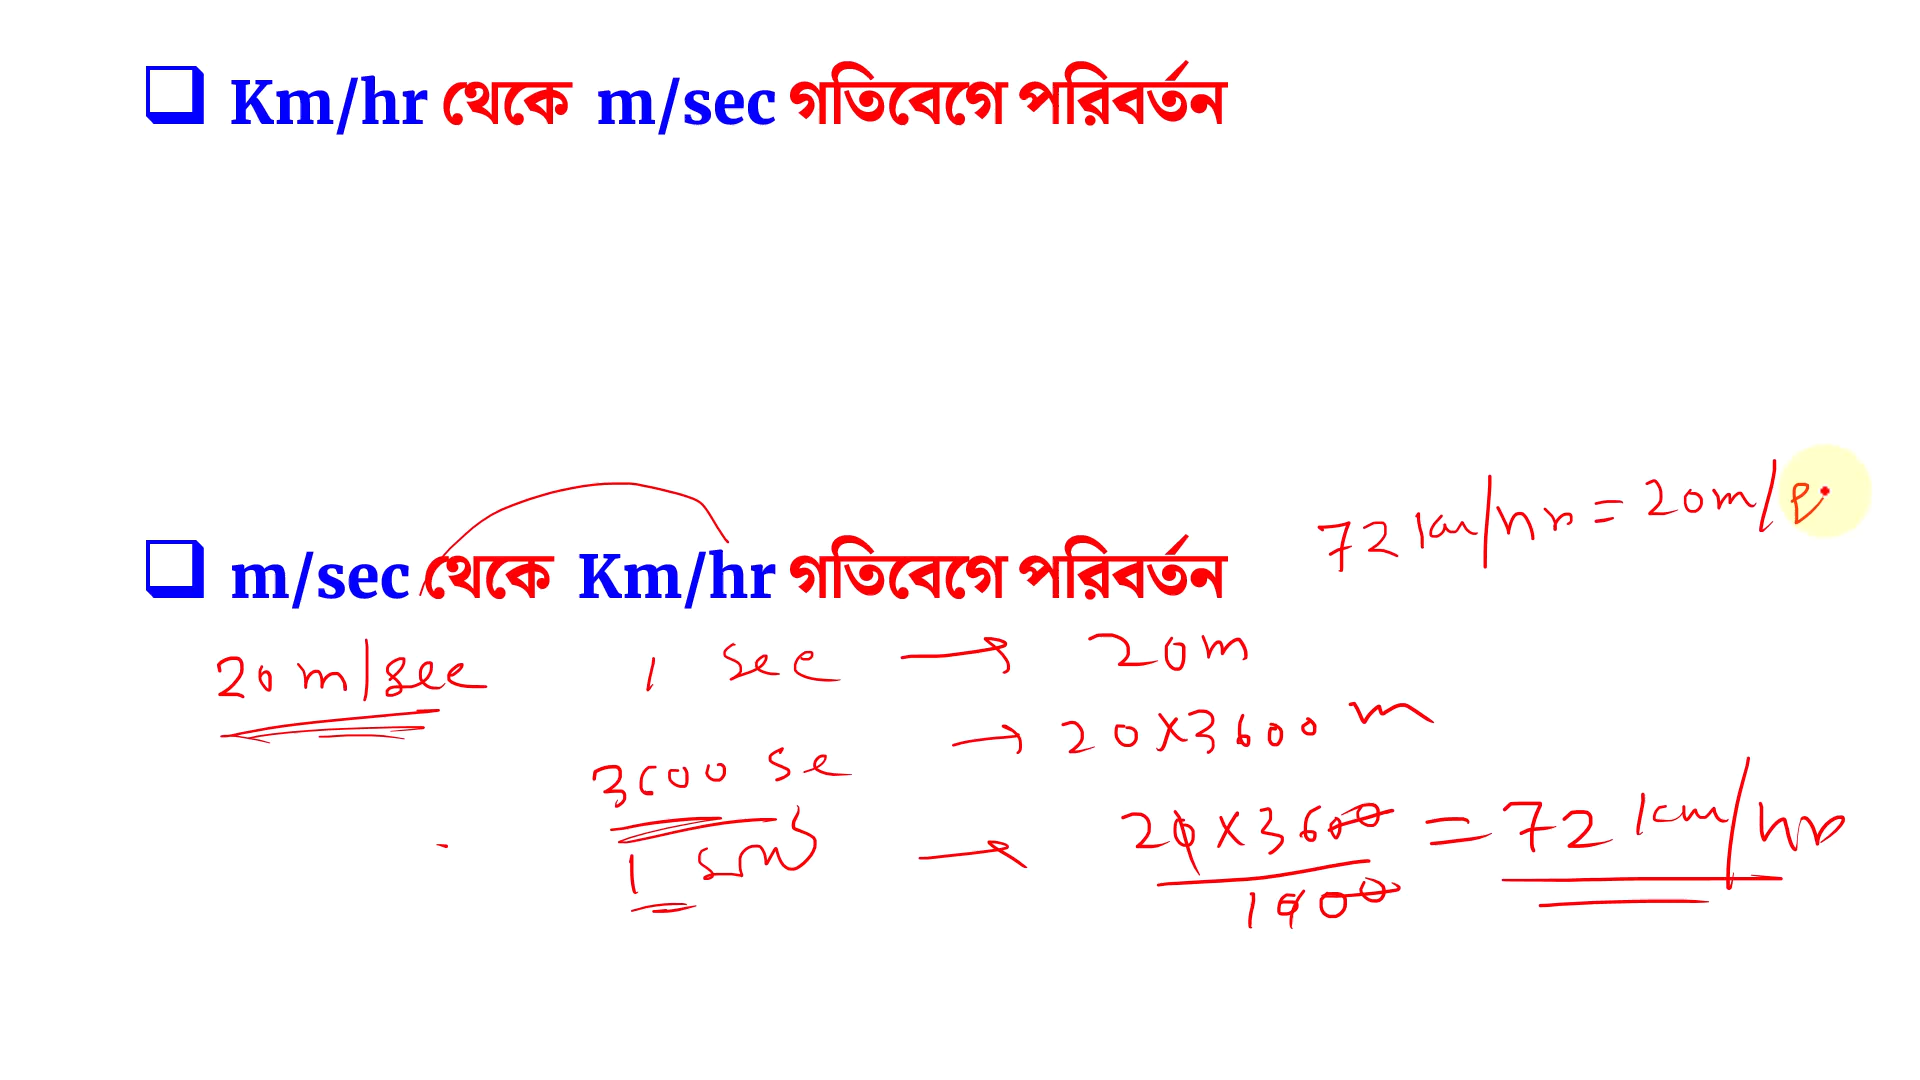 Km/hr থেকে m/sec গতিবেগে পরিবর্তন
72 km/hr = 20m/
m/sec থেকে Km/hr গতিবেগে পরিবর্তন
20 m/sec 1 sec → 20m
3600 se → 20×3600 m
1 → 20×3600/1000 = 72 km/hr